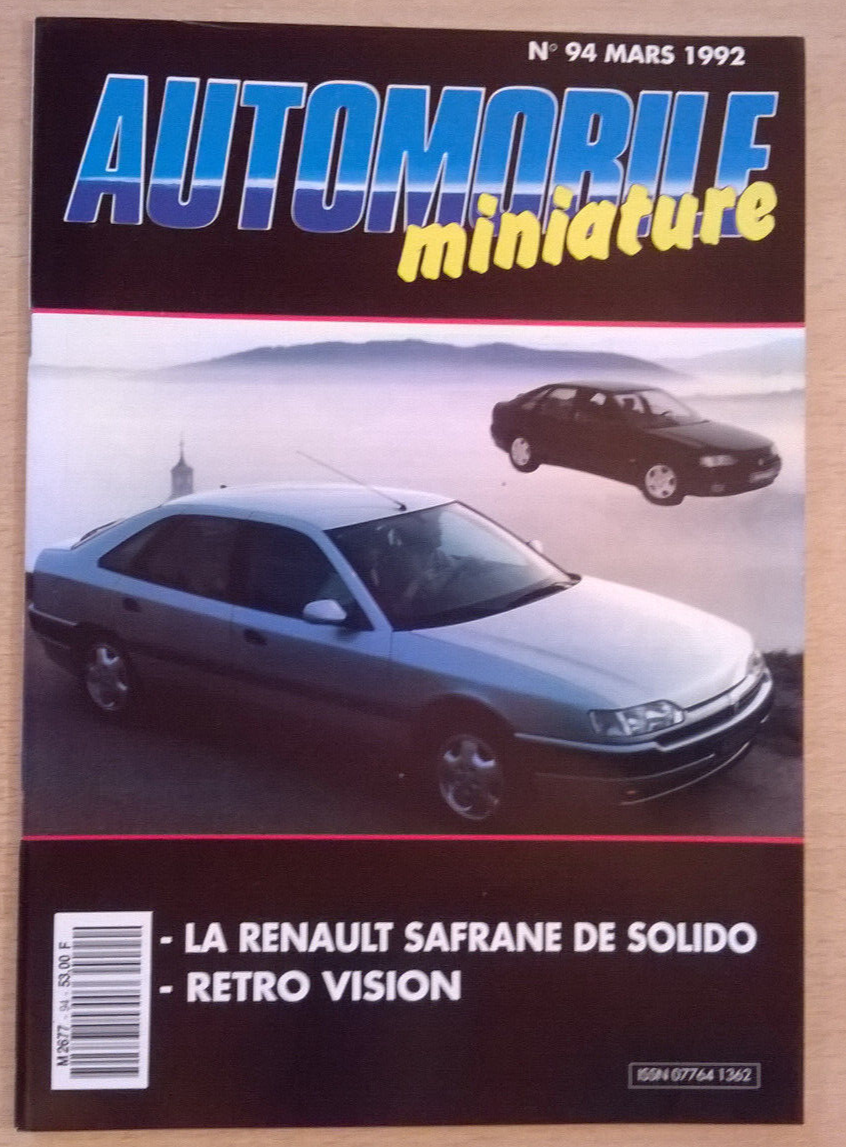 N° 94 MARS 1992
AUTOMOBILE
miniature
- LA RENAULT SAFRANE DE SOLIDO
- RETRO VISION
M 2677 - 94 - 53,00 F
ISSN 07764 1362